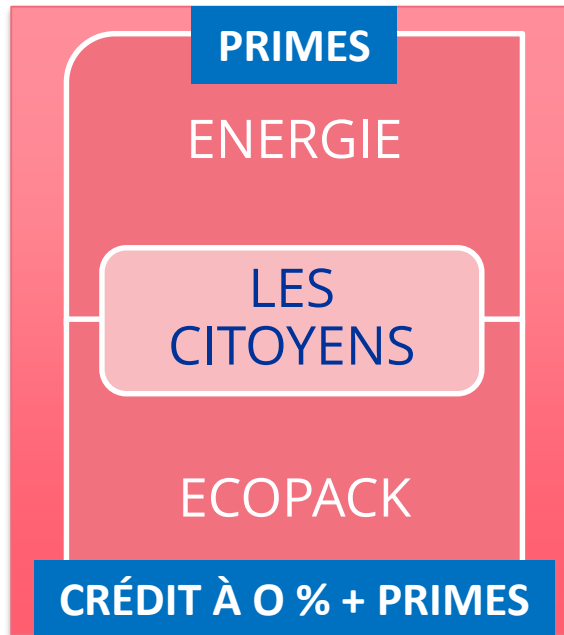 PRIMES
ENERGIE
LES
CITOYENS
ECOPACK
CRÉDIT À O % + PRIMES